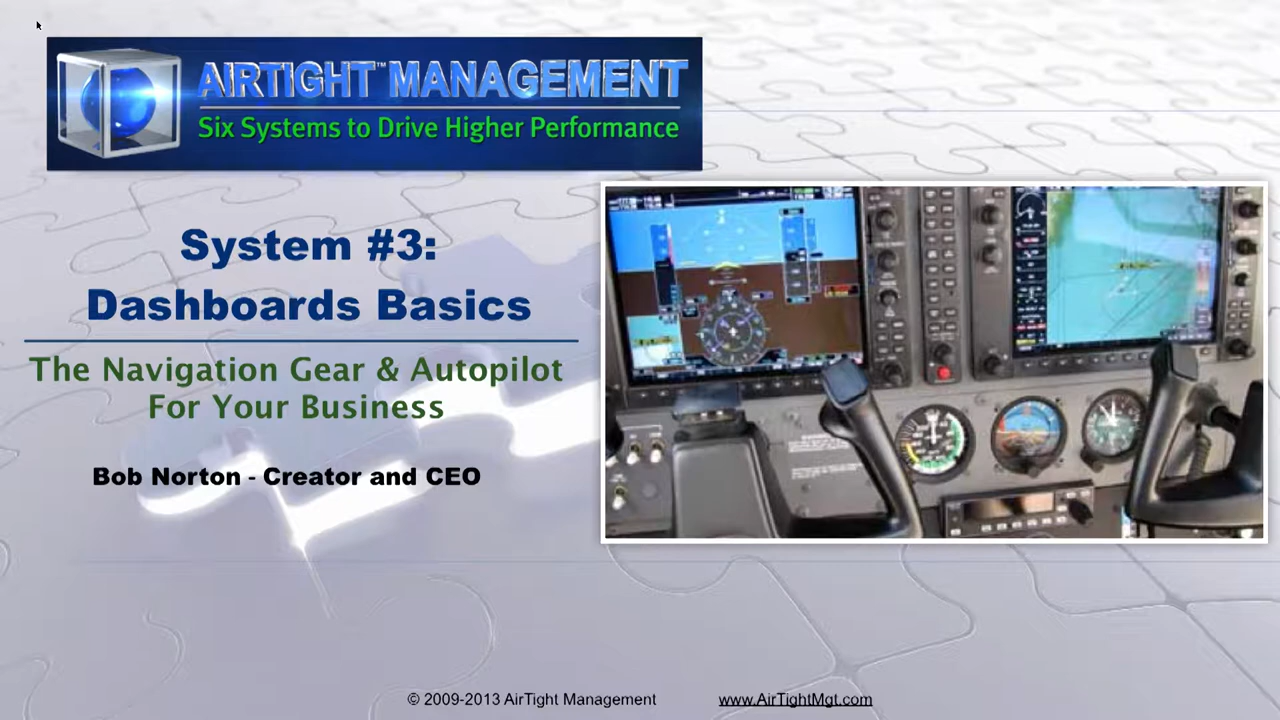 AIRTIGHT™ MANAGEMENT
Six Systems to Drive Higher Performance
System #3:
Dashboards Basics
The Navigation Gear & Autopilot
For Your Business
Bob Norton - Creator and CEO
© 2009-2013 AirTight Management
www.AirTightMgt.com